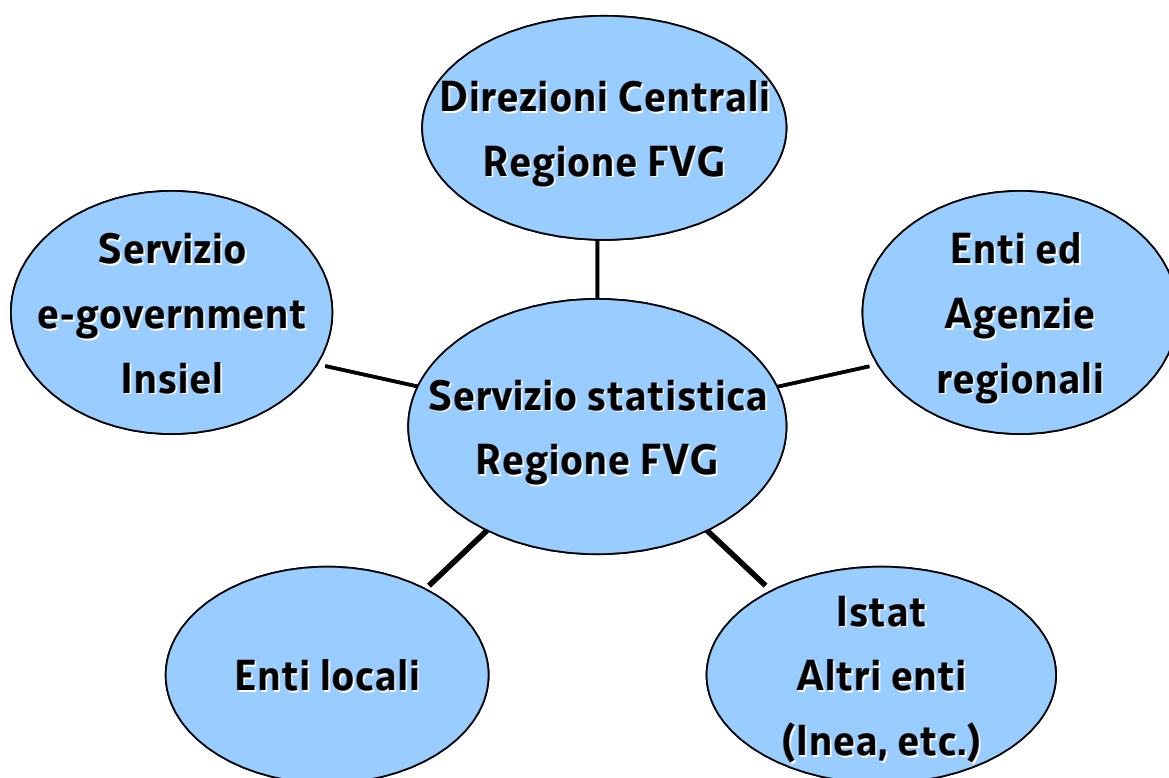 Direzioni Centrali
Regione FVG
Servizio
e-government
Insiel
Enti ed
Agenzie
regionali
Servizio statistica
Regione FVG
Enti locali
Istat
Altri enti
(Inea, etc.)